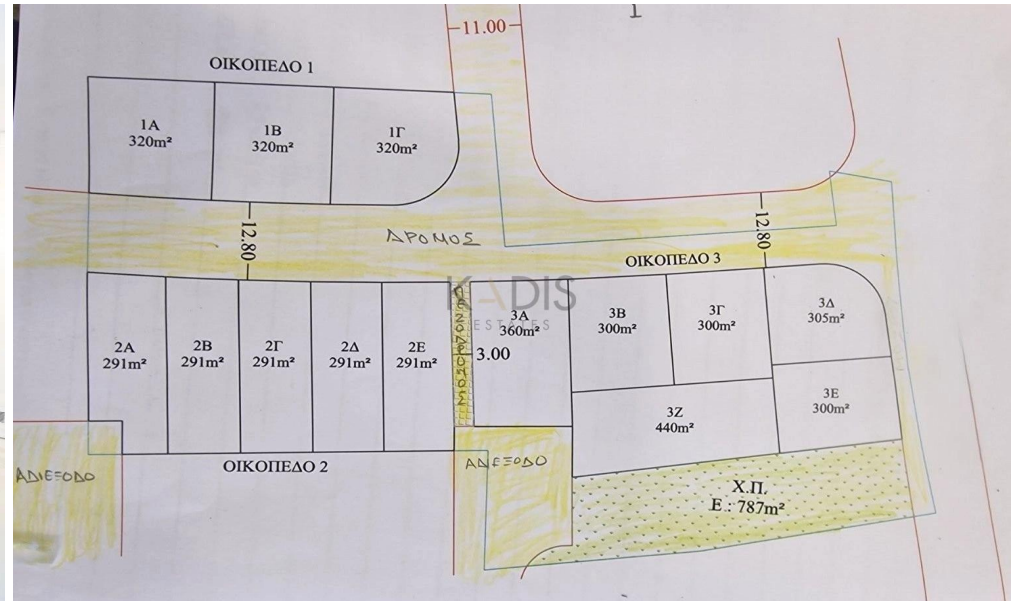 1
11.00
ΟΙΚΟΠΕΔΟ 1
1Α
320m²
1Β
320m²
1Γ
320m²
12.80
ΔΡΟΜΟΣ
12.80
ΟΙΚΟΠΕΔΟ 3
KADIS
ESTATES
2Α
291m²
2Β
291m²
2Γ
291m²
2Δ
291m²
2Ε
291m²
ΠΕΖΟΔΡΟΜΟΣ
3.00
3Α
360m²
3Β
300m²
3Γ
300m²
3Δ
305m²
3Ε
300m²
3Ζ
440m²
ΑΔΙΕΞΟΔΟ
ΟΙΚΟΠΕΔΟ 2
ΑΔΙΕΞΟΔΟ
Χ.Π.
Ε.: 787m²